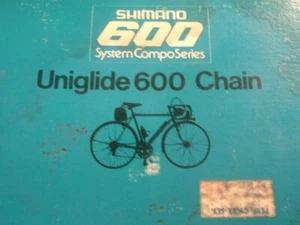 SHIMANO
600
System Compo Series
Uniglide 600 Chain